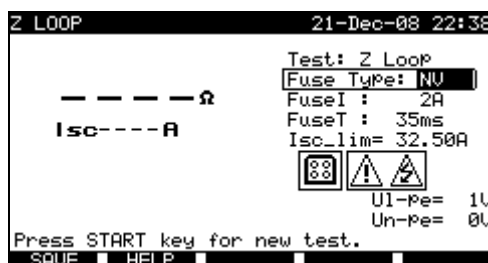 Z LOOP 21-Dec-08 22:38
Test: Z Loop
Fuse Type: NV
– – – – Ω
FuseI : 2A
FuseT : 35ms
Isc----A
Isc_lim= 32.50A
Ul-pe= 1V
Un-pe= 0V
Press START key for new test.
SAVE HELP